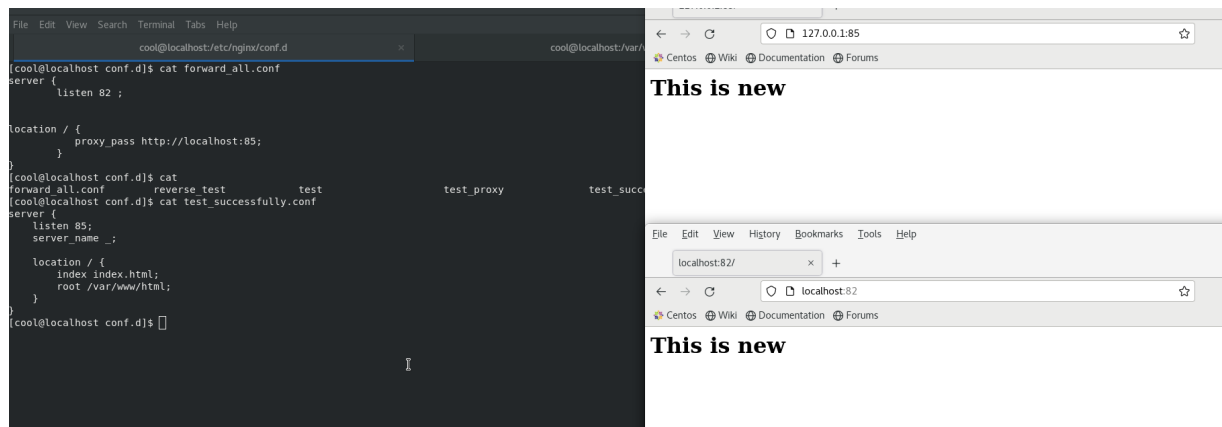 File Edit View Search Terminal Tabs Help
cool@localhost:/etc/nginx/conf.d ×
[cool@localhost conf.d]$ cat forward_all.conf
server {
listen 82 ;
location / {
proxy_pass http://localhost:85;
}
}
[cool@localhost conf.d]$ cat
forward_all.conf reverse_test test test_proxy
[cool@localhost conf.d]$ cat test_successfully.conf
server {
listen 85;
server_name _;
location / {
index index.html;
root /var/www/html;
}
}
[cool@localhost conf.d]$
127.0.0.1:85
Centos Wiki Documentation Forums
This is new
File Edit View History Bookmarks Tools Help
localhost:82/ × +
localhost:82
Centos Wiki Documentation Forums
This is new